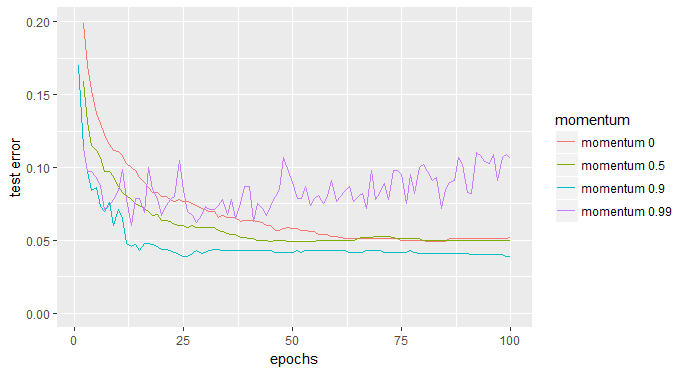 0.20
0.15
0.10
0.05
0.00
test error
0
25
50
75
100
epochs
momentum
momentum 0
momentum 0.5
momentum 0.9
momentum 0.99